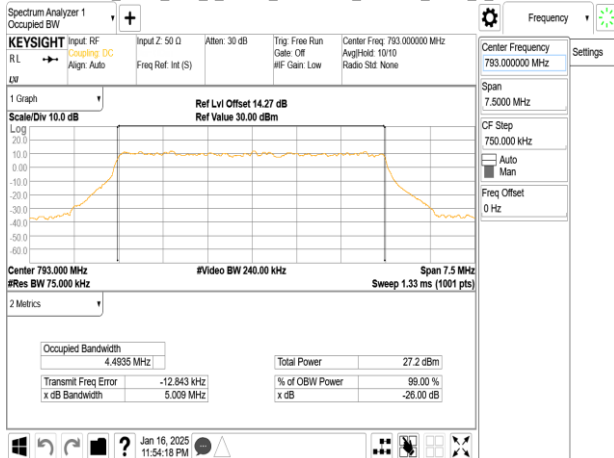 Spectrum Analyzer 1
Occupied BW
+
Frequency
KEYSIGHT
RL
LXI
Input: RF
Coupling: DC
Align: Auto
Input Z: 50 Ω
Freq Ref: Int (S)
Atten: 30 dB
Trig: Free Run
Gate: Off
#IF Gain: Low
Center Freq: 793.000000 MHz
Avg|Hold: 10/10
Radio Std: None
Center Frequency
793.000000 MHz
Settings
Span
7.5000 MHz
CF Step
750.000 kHz
Auto
Man
Freq Offset
0 Hz
1 Graph
Scale/Div 10.0 dB
Ref Lvl Offset 14.27 dB
Ref Value 30.00 dBm
Log
20.0
10.0
0.00
-10.0
-20.0
-30.0
-40.0
-50.0
-60.0
Center 793.000 MHz
#Res BW 75.000 kHz
#Video BW 240.00 kHz
Span 7.5 MHz
Sweep 1.33 ms (1001 pts)
2 Metrics
Occupied Bandwidth
4.4935 MHz
Total Power 27.2 dBm
Transmit Freq Error -12.843 kHz
% of OBW Power 99.00 %
x dB Bandwidth 5.009 MHz
x dB -26.00 dB
?
Jan 16, 2025
11:54:18 PM